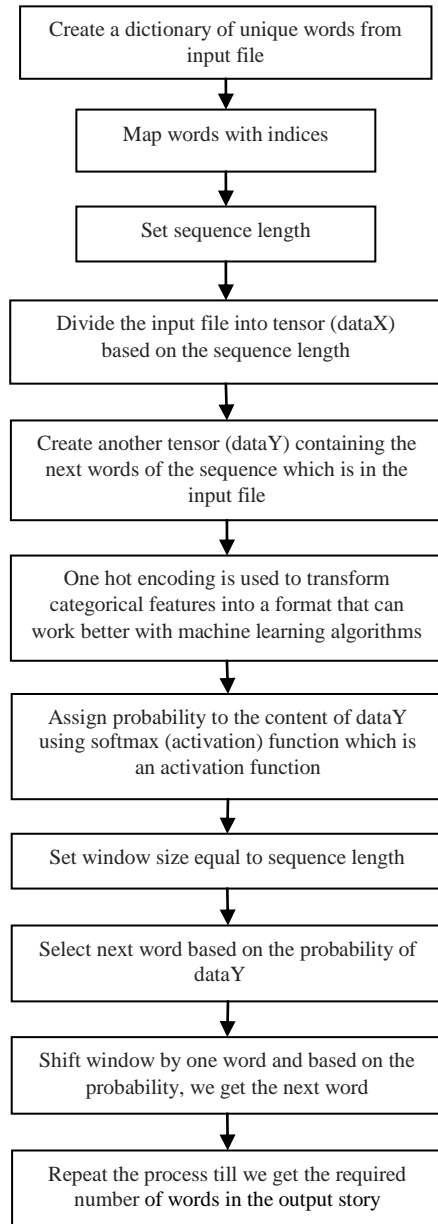 Create a dictionary of unique words from
input file
Map words with indices
Set sequence length
Divide the input file into tensor (dataX)
based on the sequence length
Create another tensor (dataY) containing the
next words of the sequence which is in the
input file
One hot encoding is used to transform
categorical features into a format that can
work better with machine learning algorithms
Assign probability to the content of dataY
using softmax (activation) function which is
an activation function
Set window size equal to sequence length
Select next word based on the probability of
dataY
Shift window by one word and based on the
probability, we get the next word
Repeat the process till we get the required
number of words in the output story